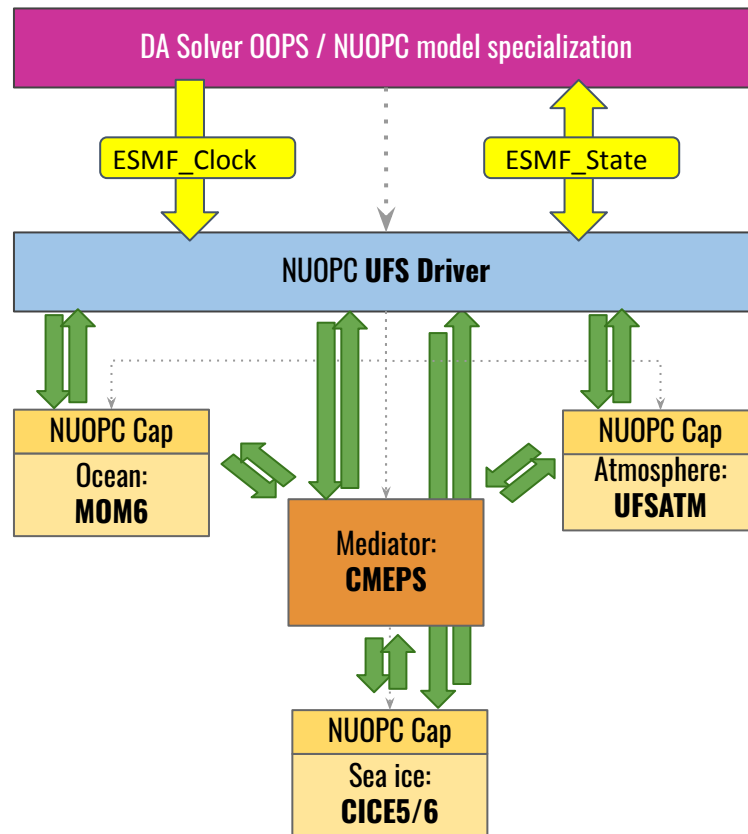 DA Solver OOPS / NUOPC model specialization
ESMF_Clock
ESMF_State
NUOPC UFS Driver
NUOPC Cap
Ocean:
MOM6
NUOPC Cap
Atmosphere:
UFSATM
Mediator:
CMEPS
NUOPC Cap
Sea ice:
CICE5/6